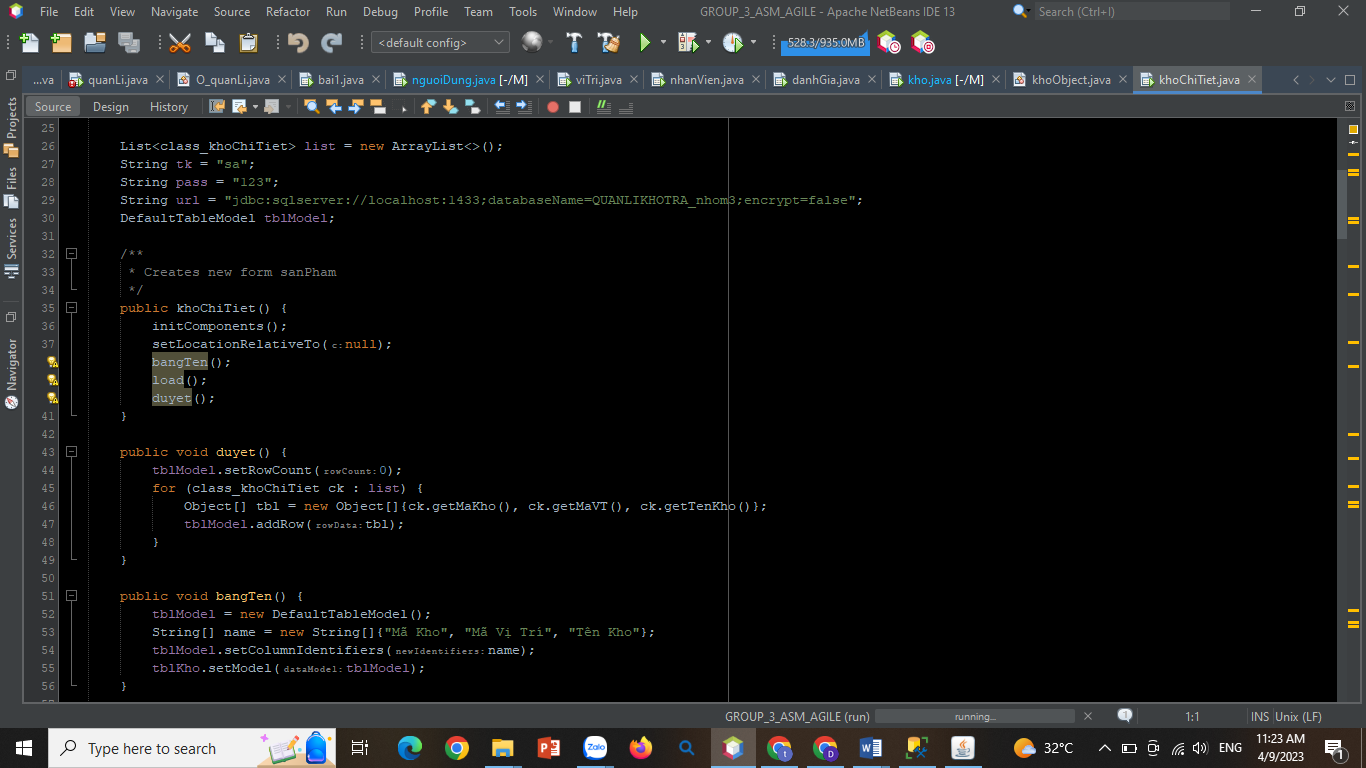 File Edit View Navigate Source Refactor Run Debug Profile Team Tools Window Help GROUP_3_ASM_AGILE - Apache NetBeans IDE 13 Search (Ctrl+I)
<default config> 528.3/935.0MB
...va quanLi.java O_quanLi.java bai1.java nguoiDung.java [-/M] viTri.java nhanVien.java danhGia.java kho.java [-/M] khoObject.java khoChiTiet.java
Source Design History
Projects
Files
Services
Navigator
25
26 List<class_khoChiTiet> list = new ArrayList<>();
27 String tk = "sa";
28 String pass = "123";
29 String url = "jdbc:sqlserver://localhost:1433;databaseName=QUANLIKHOTRA_nhom3;encrypt=false";
30 DefaultTableModel tblModel;
31
32 /**
33 * Creates new form sanPham
34 */
35 public khoChiTiet() {
36 initComponents();
37 setLocationRelativeTo(c:null);
bangTen();
load();
duyet();
41 }
42
43 public void duyet() {
44 tblModel.setRowCount(rowCount:0);
45 for (class_khoChiTiet ck : list) {
46 Object[] tbl = new Object[]{ck.getMaKho(), ck.getMaVT(), ck.getTenKho()};
47 tblModel.addRow(rowData:tbl);
48 }
49 }
50
51 public void bangTen() {
52 tblModel = new DefaultTableModel();
53 String[] name = new String[]{"Mã Kho", "Mã Vị Trí", "Tên Kho"};
54 tblModel.setColumnIdentifiers(newIdentifiers:name);
55 tblKho.setModel(dataModel:tblModel);
56 }
GROUP_3_ASM_AGILE (run) running... 1:1 INS Unix (LF)
Type here to search Zalo 32°C ENG 11:23 AM
4/9/2023 1